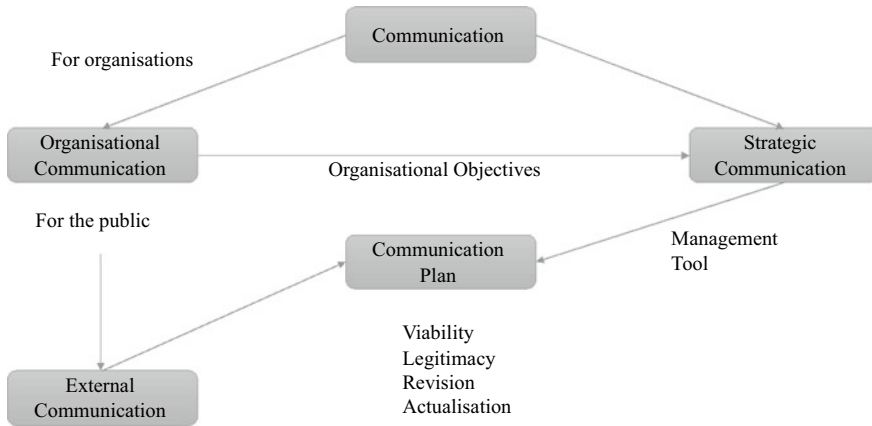 Communication
For organisations
Organisational
Communication
Organisational Objectives
Strategic
Communication
For the public
Communication
Plan
Management
Tool
Viability
Legitimacy
Revision
Actualisation
External
Communication